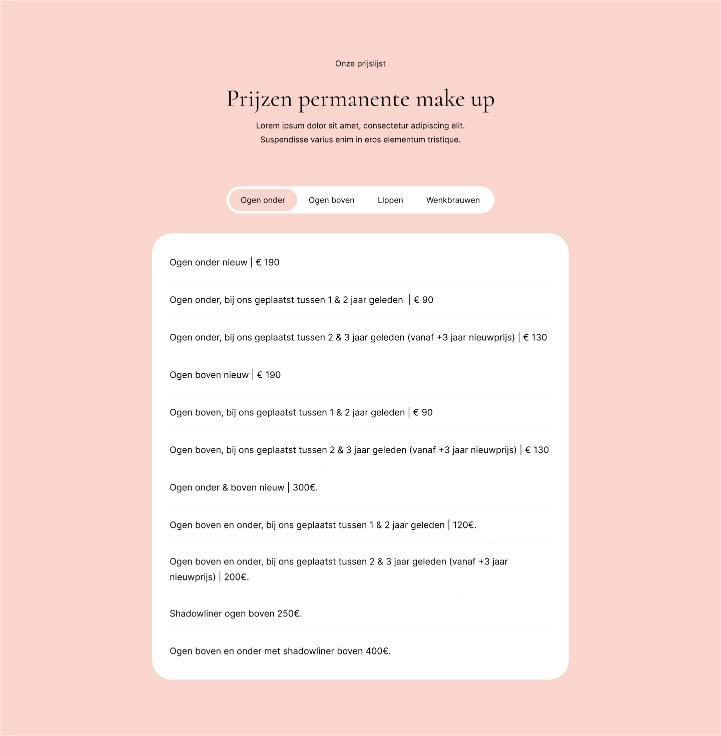 Onze prijslijst
Prijzen permanente make up
Lorem ipsum dolor sit amet, consectetur adipiscing elit.
Suspendisse varius enim in eros elementum tristique.
Ogen onder
Ogen boven
Lippen
Wenkbrauwen
Ogen onder nieuw | € 190
Ogen onder, bij ons geplaatst tussen 1 & 2 jaar geleden | € 90
Ogen onder, bij ons geplaatst tussen 2 & 3 jaar geleden (vanaf +3 jaar nieuwprijs) | € 130
Ogen boven nieuw | € 190
Ogen boven, bij ons geplaatst tussen 1 & 2 jaar geleden | € 90
Ogen boven, bij ons geplaatst tussen 2 & 3 jaar geleden (vanaf +3 jaar nieuwprijs) | € 130
Ogen onder & boven nieuw | 300€.
Ogen boven en onder, bij ons geplaatst tussen 1 & 2 jaar geleden | 120€.
Ogen boven en onder, bij ons geplaatst tussen 2 & 3 jaar geleden (vanaf +3 jaar
nieuwprijs) | 200€.
Shadowliner ogen boven 250€.
Ogen boven en onder met shadowliner boven 400€.